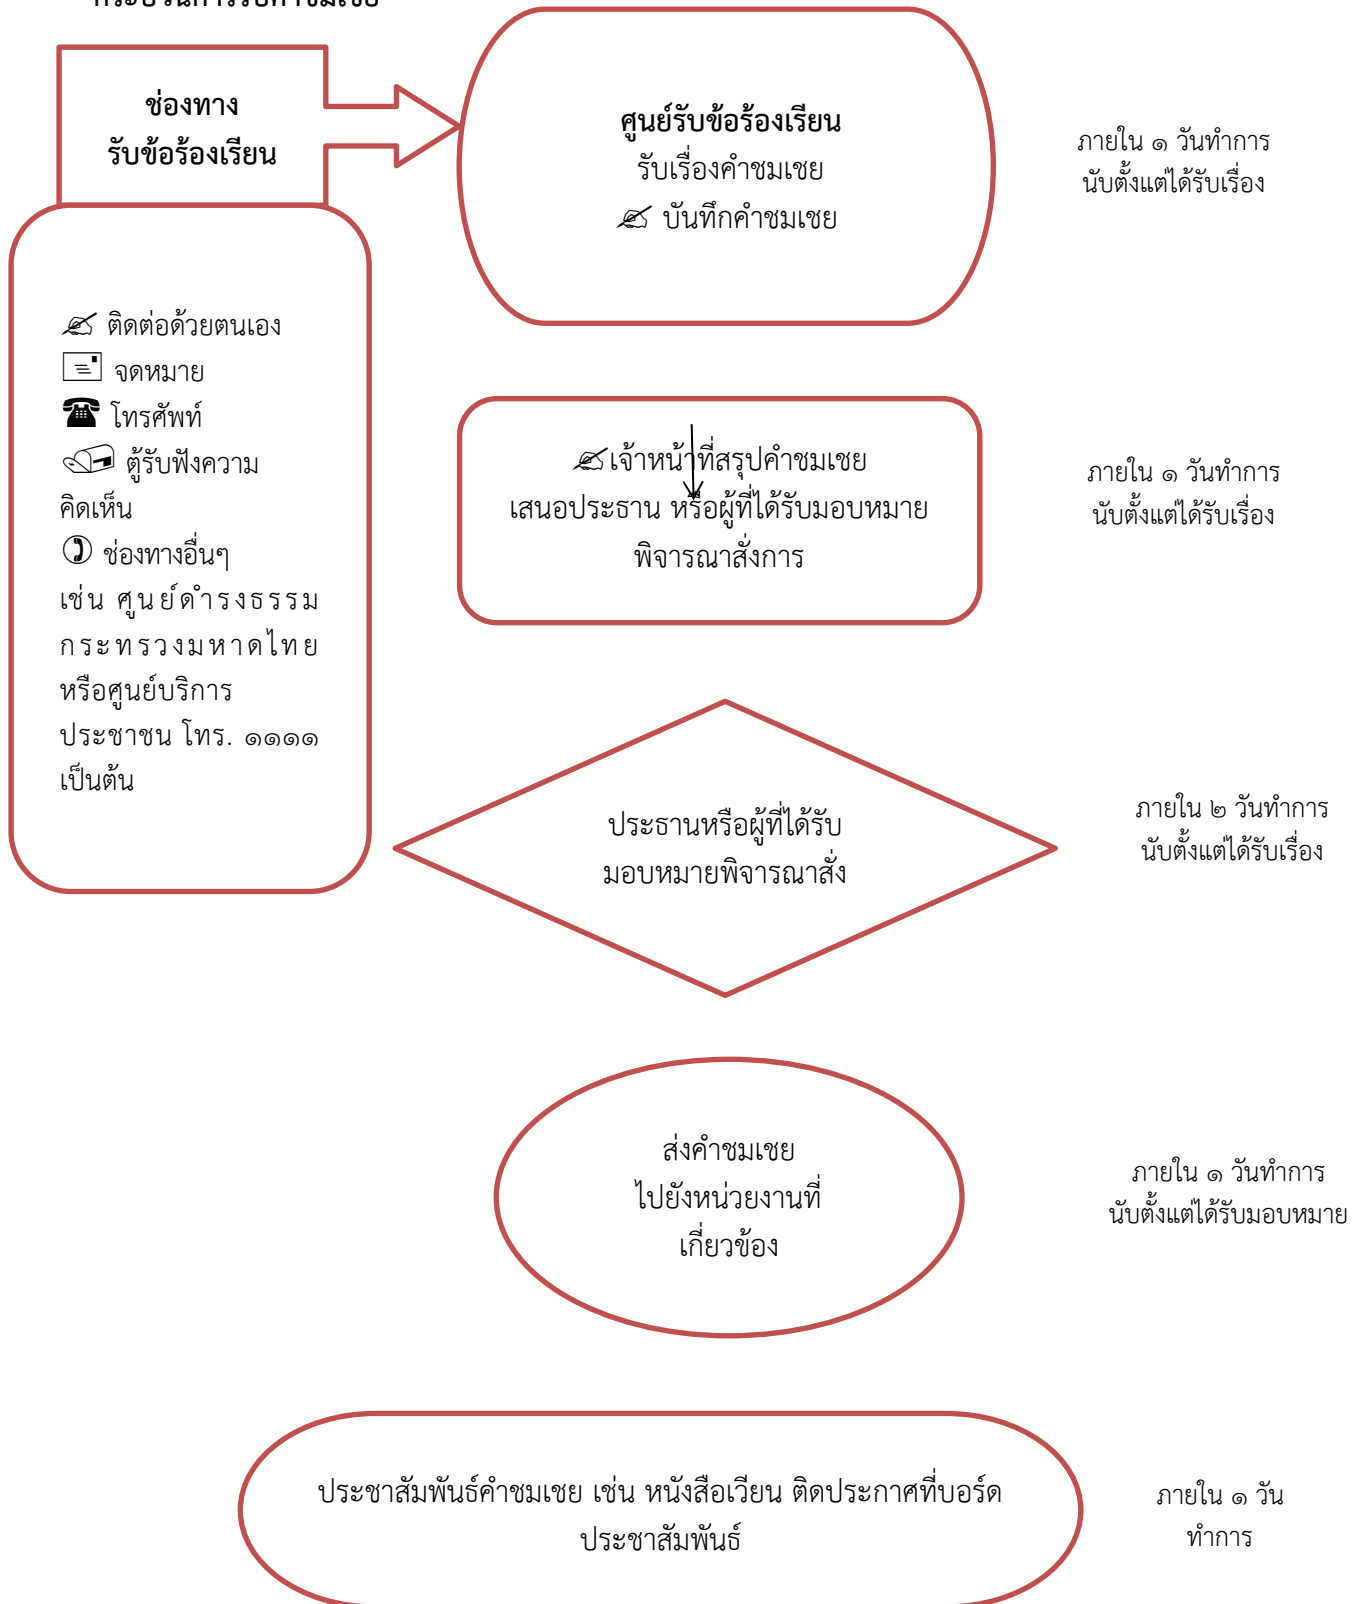 ช่องทาง
รับข้อร้องเรียน
ติดต่อด้วยตนเอง
จดหมาย
โทรศัพท์
ตู้รับฟังความ
คิดเห็น
ช่องทางอื่นๆ
เช่น ศูนย์ดำรงธรรม
กระทรวงมหาดไทย
หรือศูนย์บริการ
ประชาชน โทร. ๑๑๑๑
เป็นต้น
ศูนย์รับข้อร้องเรียน
รับเรื่องคำชมเชย
บันทึกคำชมเชย
ภายใน ๑ วันทำการ
นับตั้งแต่ได้รับเรื่อง
เจ้าหน้าที่สรุปคำชมเชย
เสนอประธาน หรือผู้ที่ได้รับมอบหมาย
พิจารณาสั่งการ
ภายใน ๑ วันทำการ
นับตั้งแต่ได้รับเรื่อง
ประธานหรือผู้ที่ได้รับ
มอบหมายพิจารณาสั่ง
ภายใน ๒ วันทำการ
นับตั้งแต่ได้รับเรื่อง
ส่งคำชมเชย
ไปยังหน่วยงานที่
เกี่ยวข้อง
ภายใน ๑ วันทำการ
นับตั้งแต่ได้รับมอบหมาย
ประชาสัมพันธ์คำชมเชย เช่น หนังสือเวียน ติดประกาศที่บอร์ด
ประชาสัมพันธ์
ภายใน ๑ วัน
ทำการ